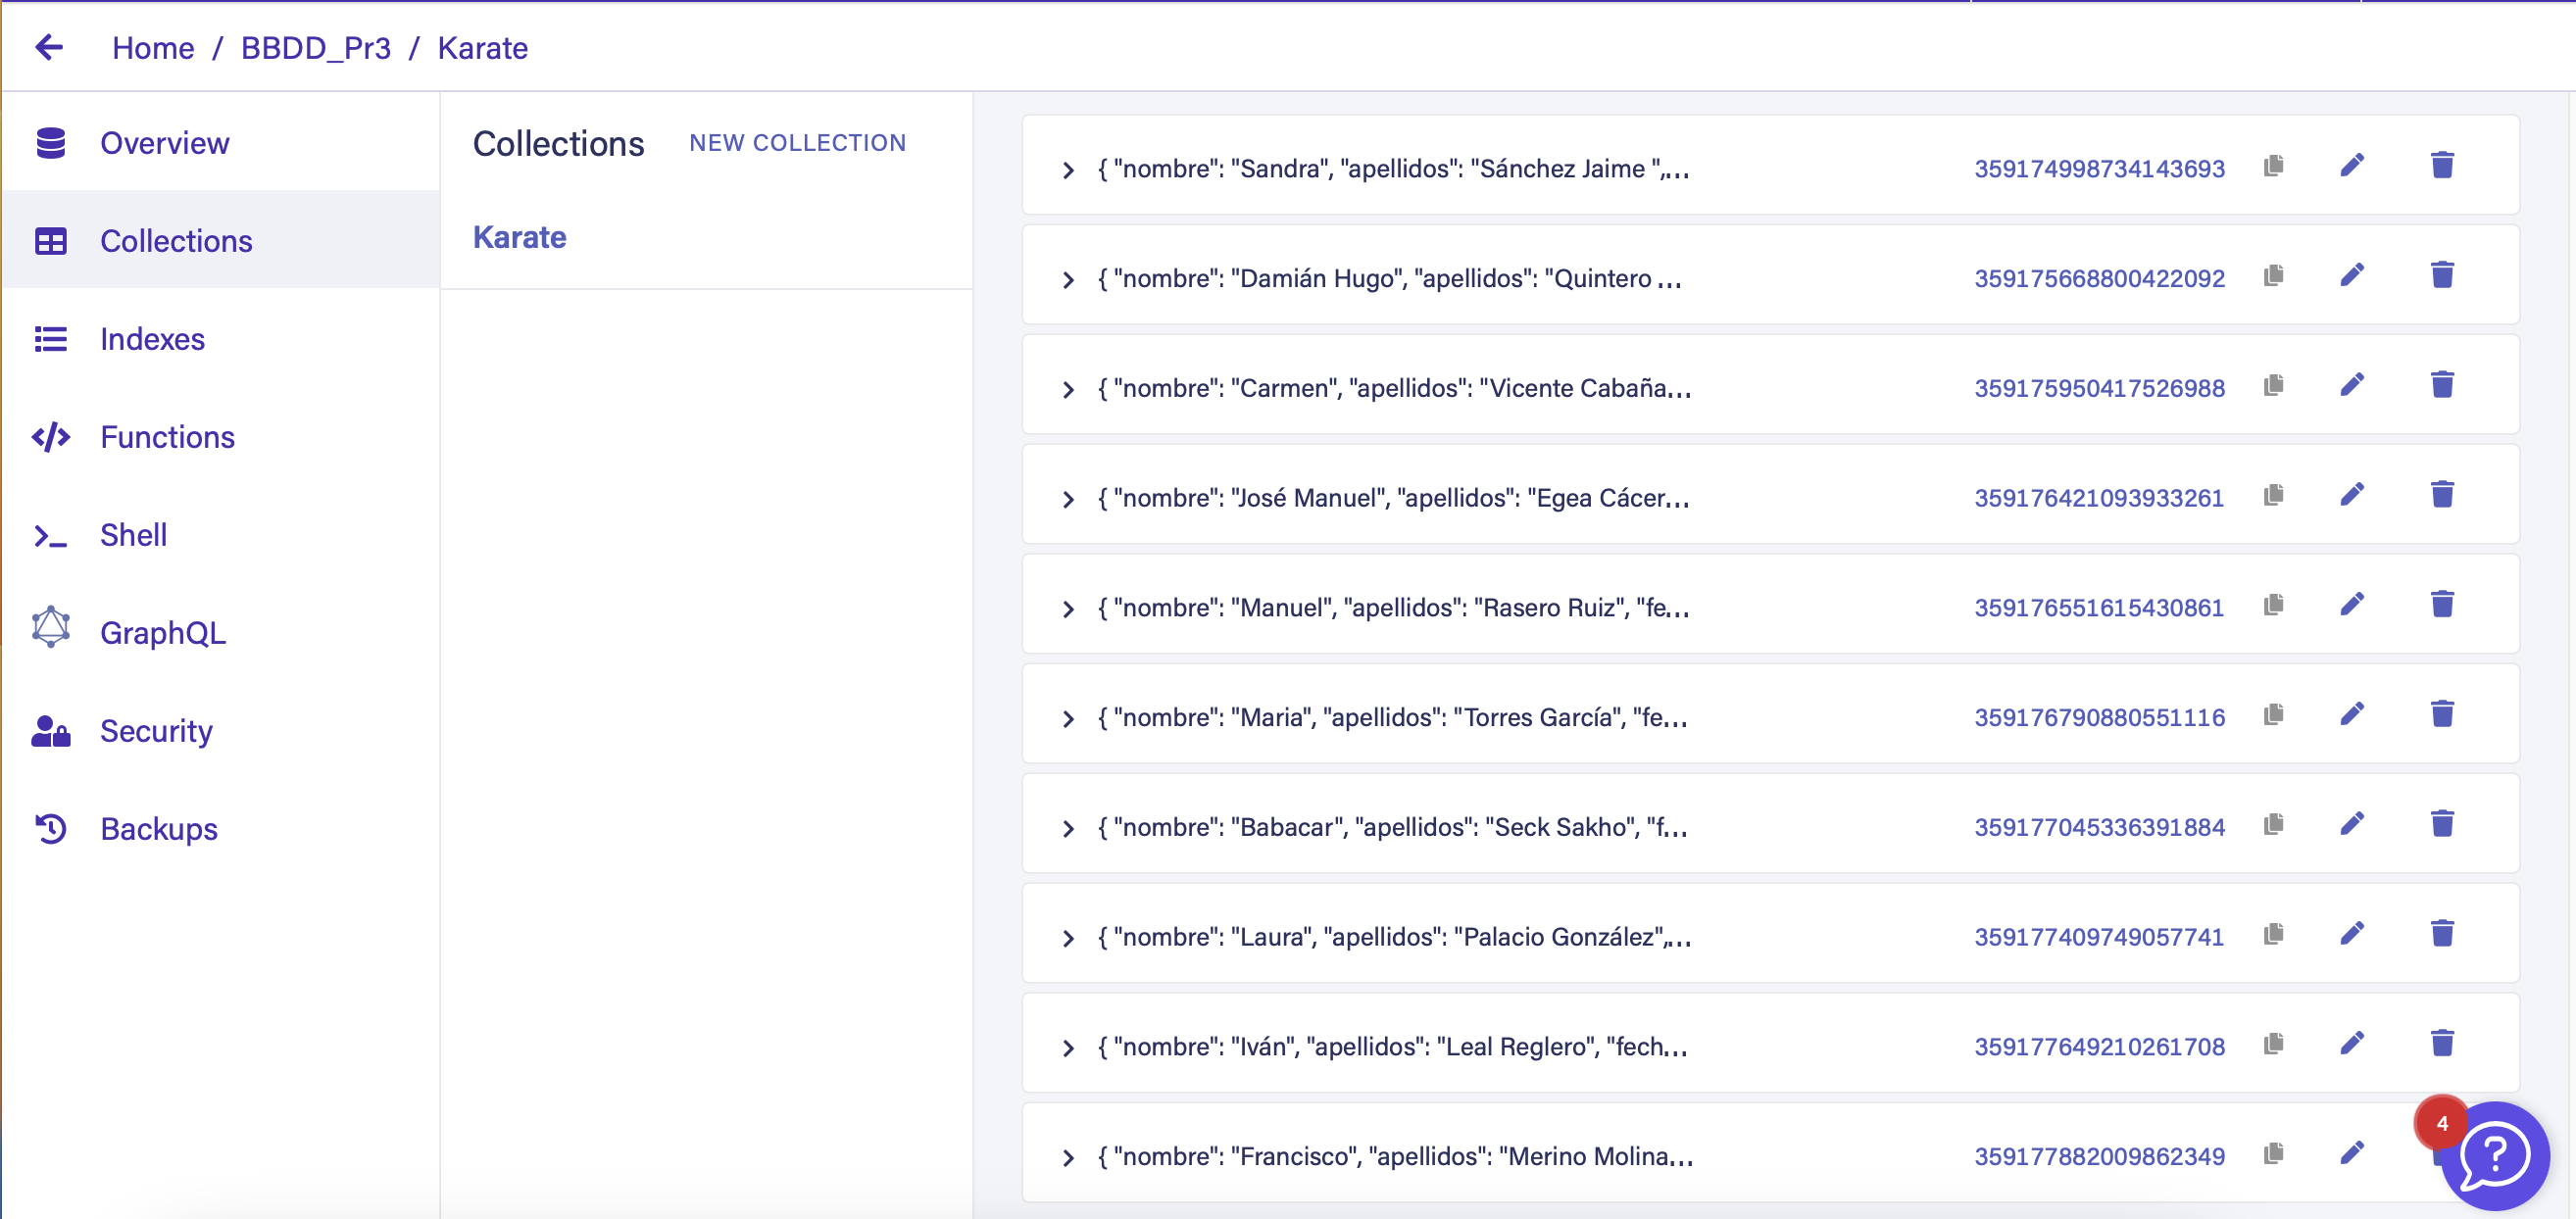 Home / BBDD_Pr3 / Karate
Overview
Collections
Indexes
Functions
Shell
GraphQL
Security
Backups
Collections NEW COLLECTION
Karate
{ "nombre": "Sandra", "apellidos": "Sánchez Jaime ",... 359174998734143693
{ "nombre": "Damián Hugo", "apellidos": "Quintero ... 359175668800422092
{ "nombre": "Carmen", "apellidos": "Vicente Cabaña... 359175950417526988
{ "nombre": "José Manuel", "apellidos": "Egea Cácer... 359176421093933261
{ "nombre": "Manuel", "apellidos": "Rasero Ruiz", "fe... 359176551615430861
{ "nombre": "Maria", "apellidos": "Torres García", "fe... 359176790880551116
{ "nombre": "Babacar", "apellidos": "Seck Sakho", "f... 359177045336391884
{ "nombre": "Laura", "apellidos": "Palacio González",... 359177409749057741
{ "nombre": "Iván", "apellidos": "Leal Reglero", "fech... 359177649210261708
{ "nombre": "Francisco", "apellidos": "Merino Molina... 359177882009862349
4